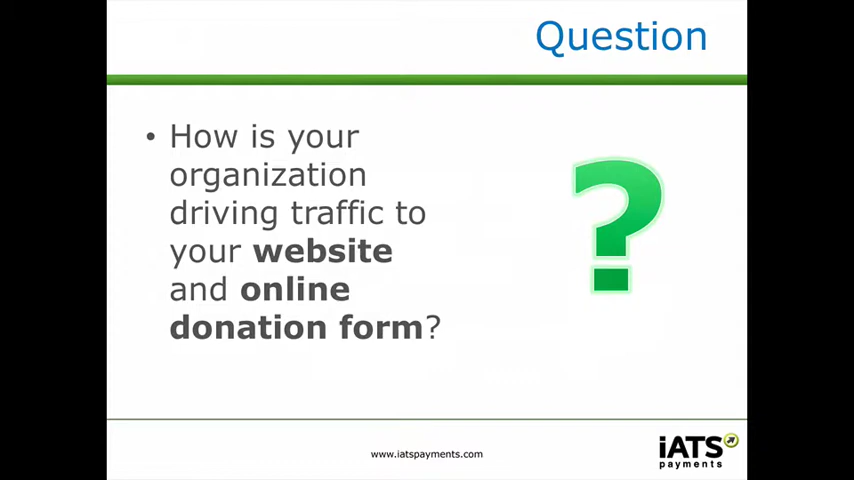 Question
• How is your
organization
driving traffic to
your website
and online
donation form?
?
www.iatspayments.com
iATS
payments